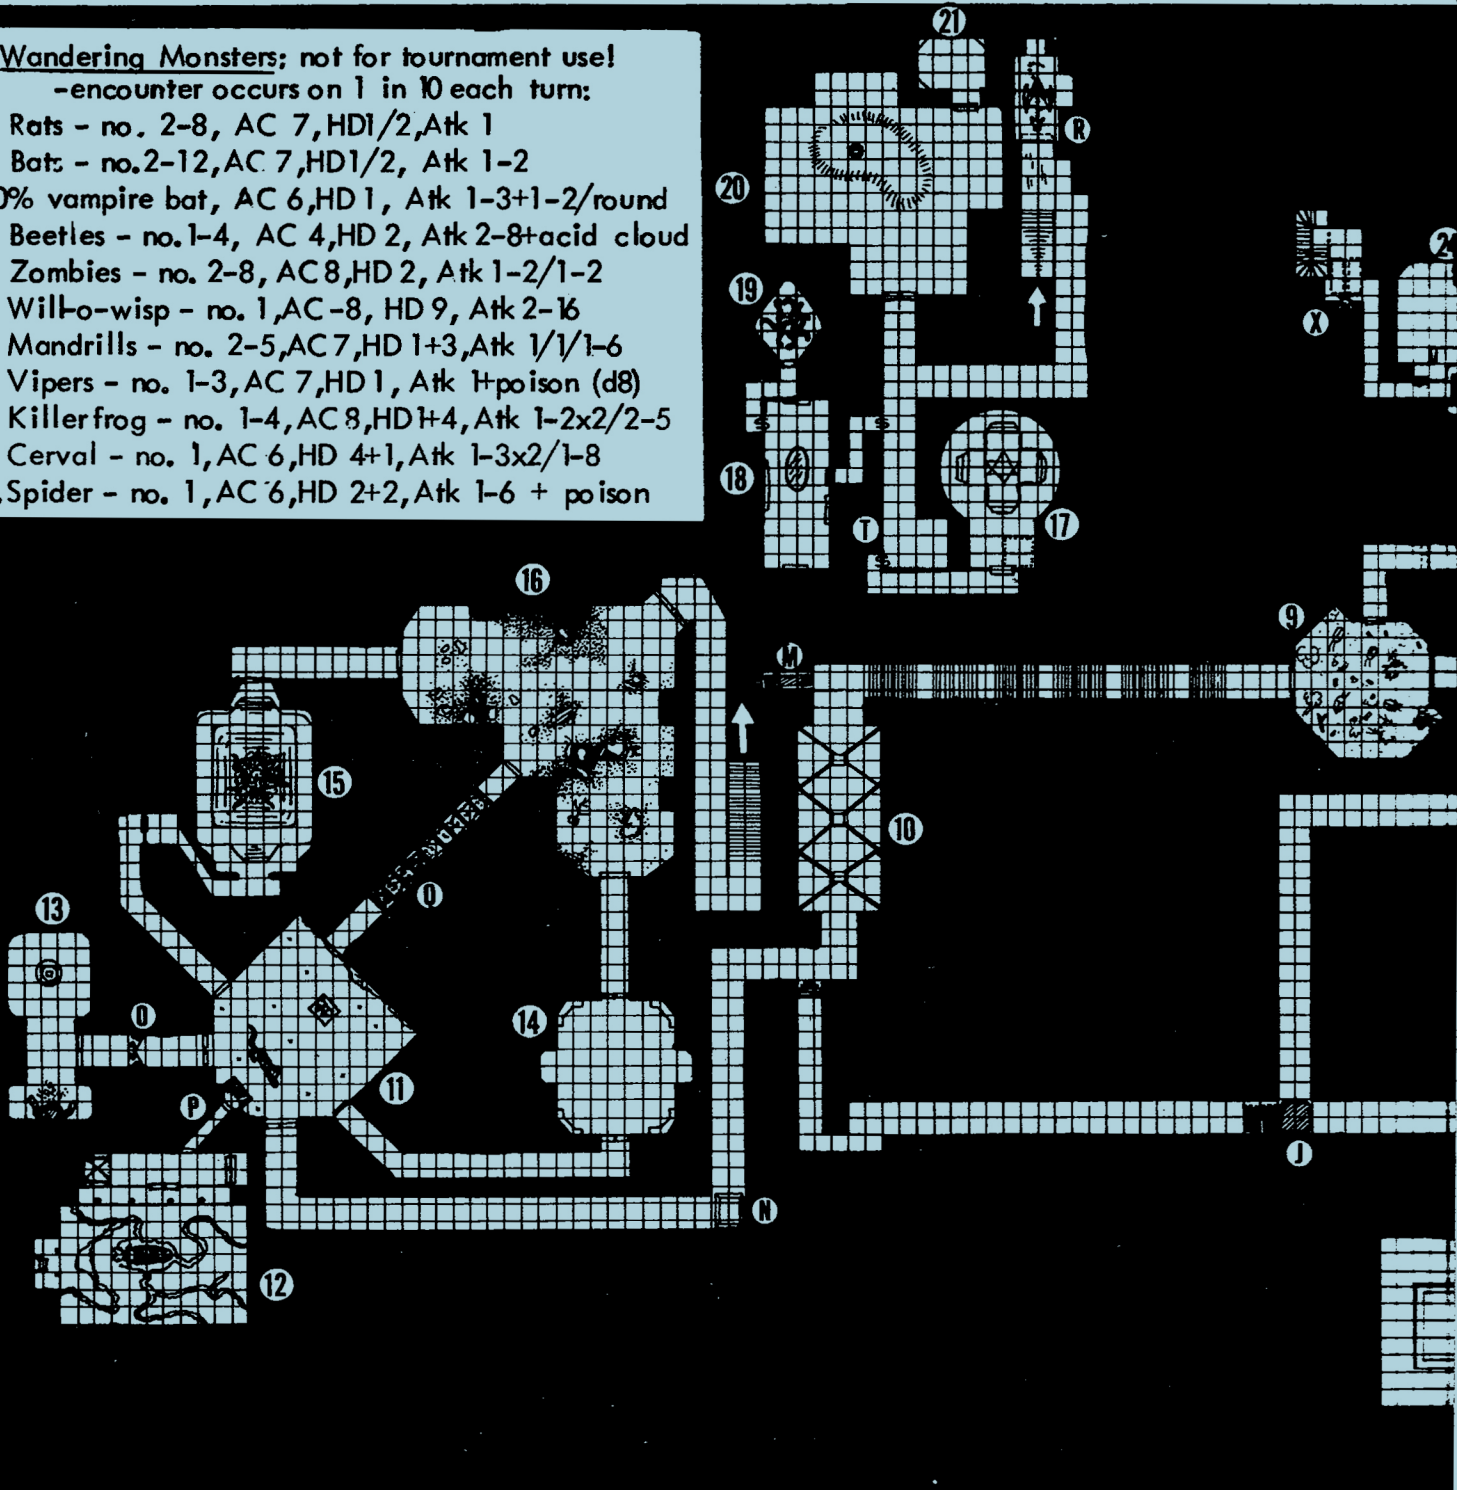 Wandering Monsters; not for tournament use!
-encounter occurs on 1 in 10 each turn:
Rats - no. 2-8, AC 7, HD1/2, Atk 1
Bats - no. 2-12, AC 7, HD1/2, Atk 1-2
0% vampire bat, AC 6, HD 1, Atk 1-3+1-2/round
Beetles - no. 1-4, AC 4, HD 2, Atk 2-8+acid cloud
Zombies - no. 2-8, AC 8, HD 2, Atk 1-2/1-2
Will-o-wisp - no. 1, AC -8, HD 9, Atk 2-16
Mandrills - no. 2-5, AC 7, HD 1+3, Atk 1/1/1-6
Vipers - no. 1-3, AC 7, HD 1, Atk 1+poison (d8)
Killer frog - no. 1-4, AC 8, HD 1+4, Atk 1-2x2/2-5
Cerval - no. 1, AC 6, HD 4+1, Atk 1-3x2/1-8
Spider - no. 1, AC 6, HD 2+2, Atk 1-6 + poison
21
R
20
19
X
18
S
S
T
S
17
16
9
M
15
10
Q
13
O
14
11
P
J
N
12